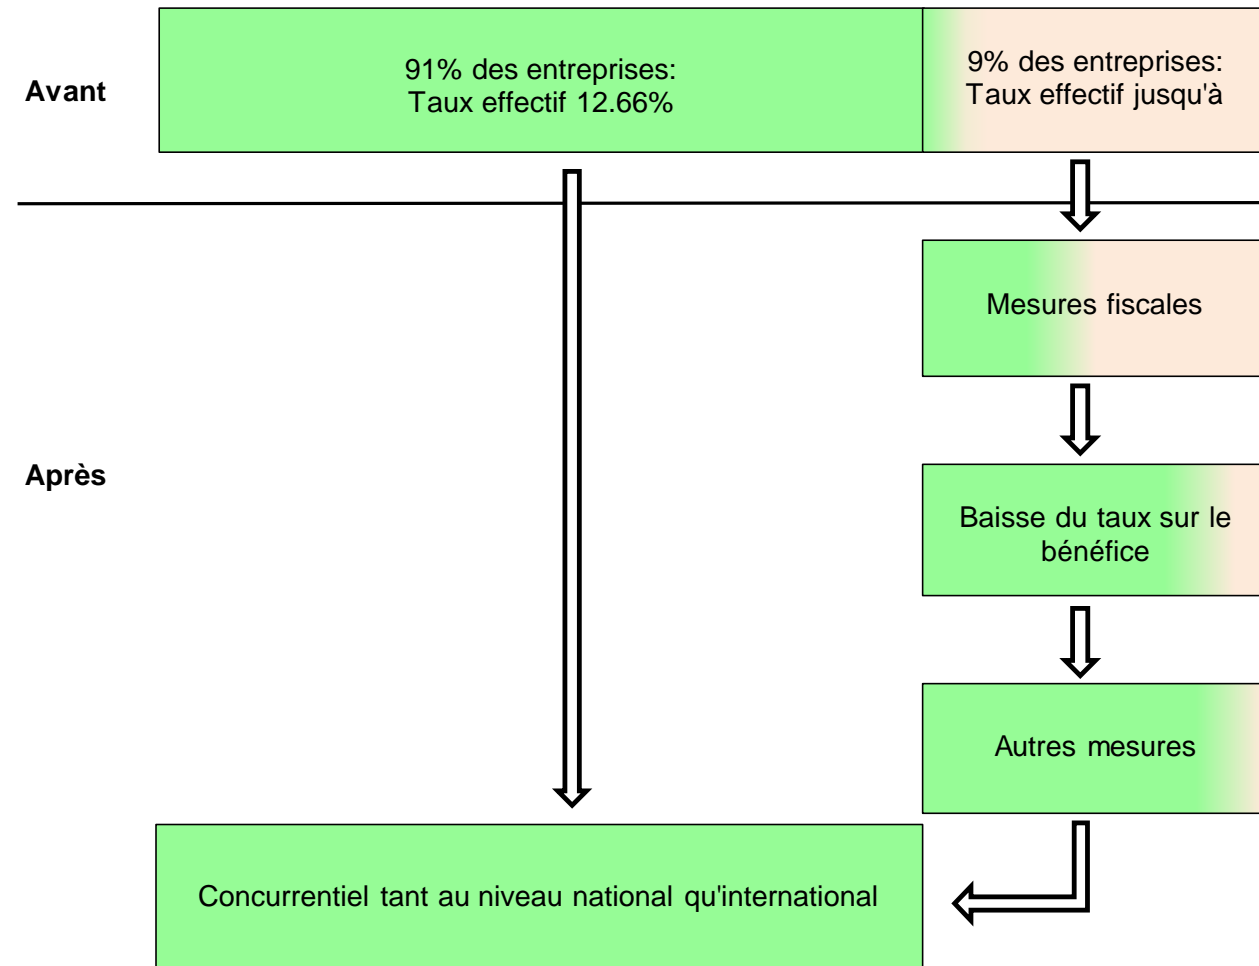 Avant
91% des entreprises:
Taux effectif 12.66%
9% des entreprises:
Taux effectif jusqu'à
Mesures fiscales
Après
Baisse du taux sur le
bénéfice
Autres mesures
Concurrentiel tant au niveau national qu'international